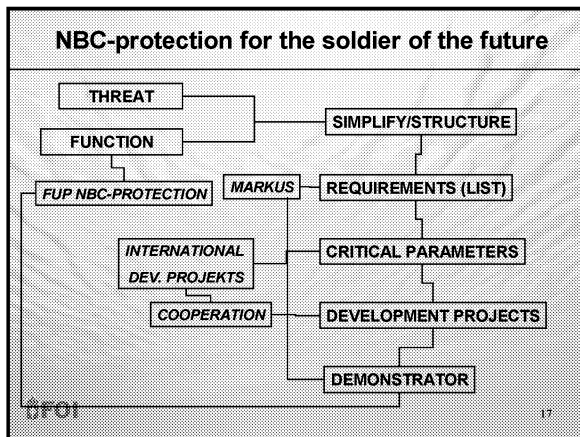 NBC-protection for the soldier of the future
THREAT
SIMPLIFY/STRUCTURE
FUNCTION
FUP NBC-PROTECTION
MARKUS
REQUIREMENTS (LIST)
INTERNATIONAL
DEV. PROJEKTS
CRITICAL PARAMETERS
COOPERATION
DEVELOPMENT PROJECTS
DEMONSTRATOR
FOI
17